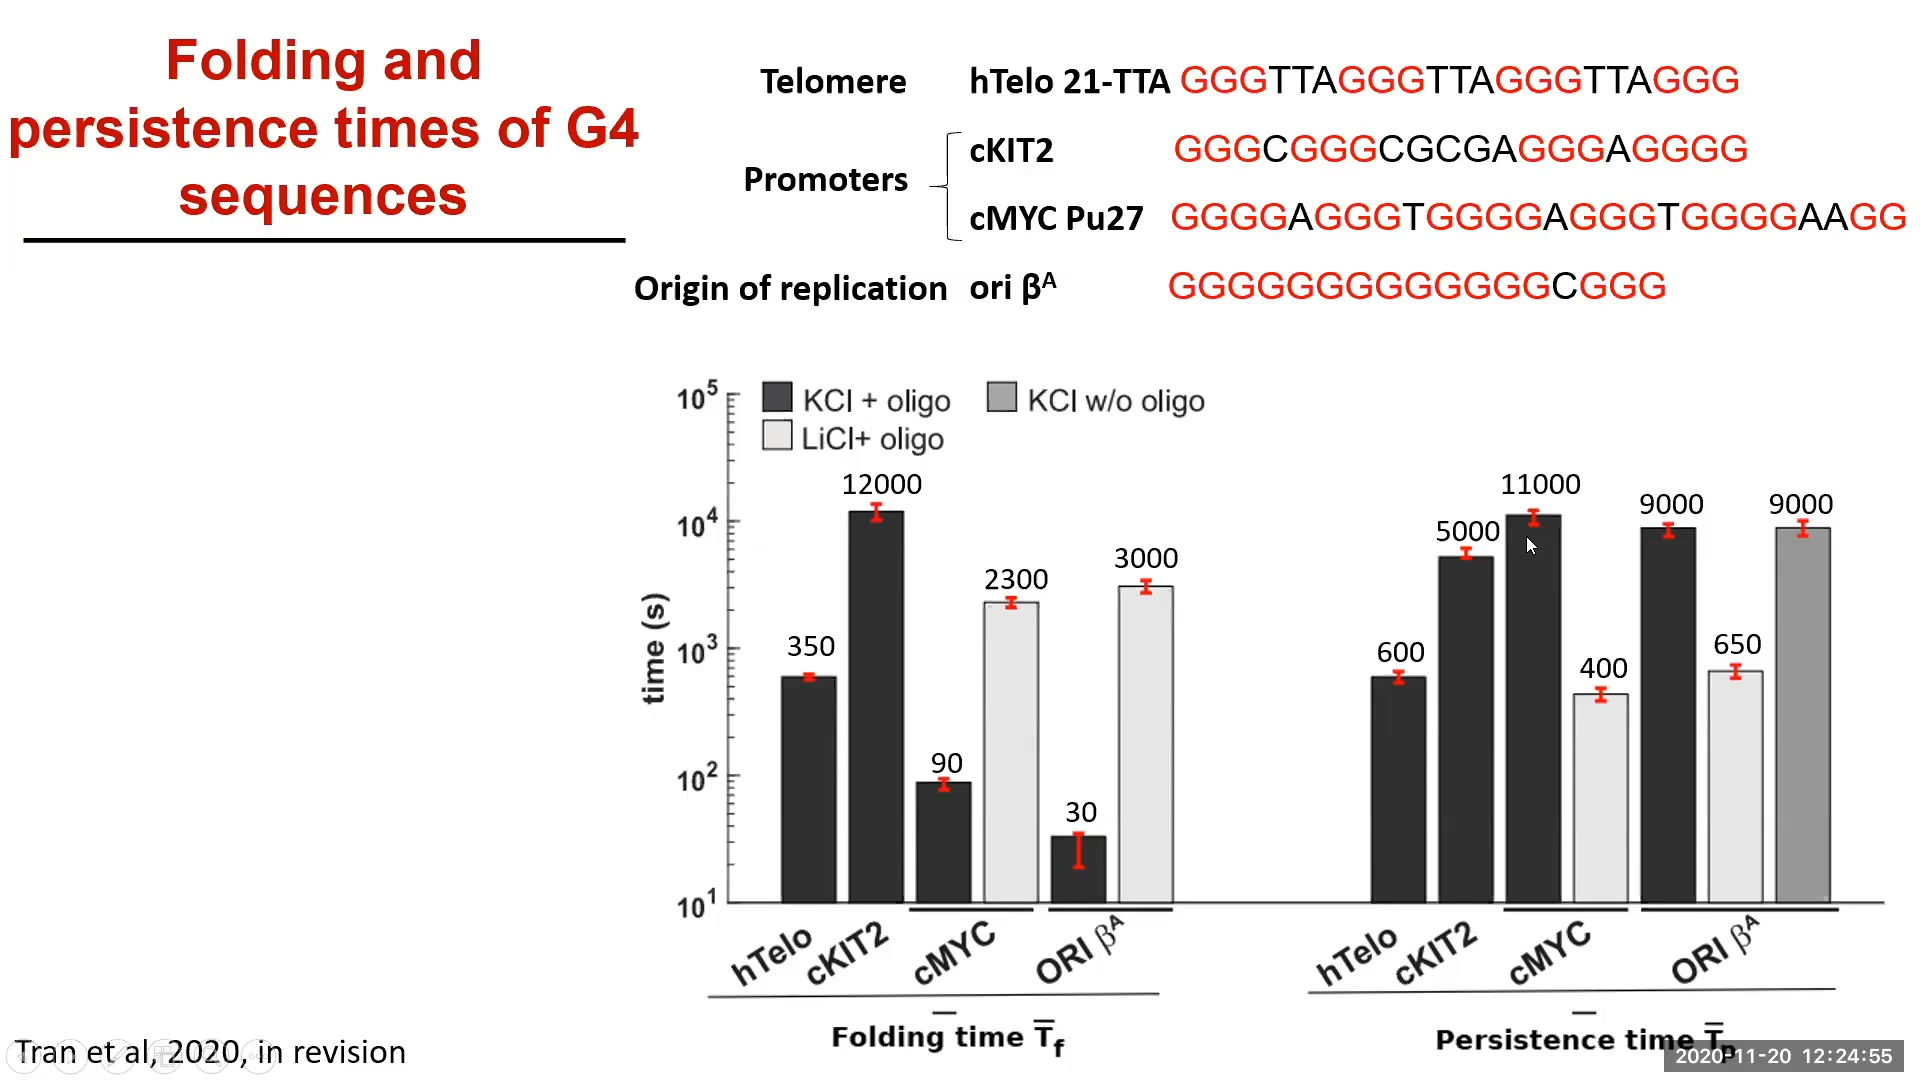 Folding and
persistence times of G4
sequences
Telomere hTelo 21-TTA GGGTTAGGGTTAGGGTTAGGG
Promoters
cKIT2 GGGCGGGCGCGAGGGAGGGG
cMYC Pu27 GGGGAGGGTGGGGAGGGTGGGGAAGG
Origin of replication ori βᴬ GGGGGGGGGGGGGCGGG
KCl + oligo
KCl w/o oligo
LiCl+ oligo
time (s)
10⁵
10⁴
10³
10²
10¹
350
12000
90
2300
30
3000
600
5000
11000
400
9000
650
9000
hTelo
cKIT2
cMYC
ORI βᴬ
hTelo
cKIT2
cMYC
ORI βᴬ
Folding time T̅f
Persistence time T̅p
Tran et al, 2020, in revision
2020-11-20 12:24:55